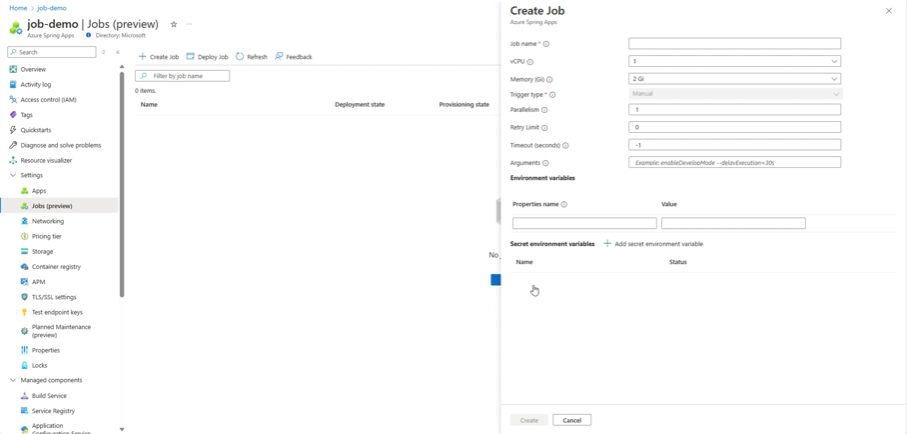 Home > job-demo
job-demo | Jobs (preview)
Azure Spring Apps
Directory: Microsoft
Search
Overview
Activity log
Access control (IAM)
Tags
Quickstarts
Diagnose and solve problems
Resource visualizer
Settings
Apps
Jobs (preview)
Networking
Pricing tier
Storage
Container registry
APM
TLS/SSL settings
Test endpoint keys
Planned Maintenance
(preview)
Properties
Locks
Managed components
Build Service
Service Registry
Application
Configuration Service
Create Job Deploy Job Refresh Feedback
Filter by job name
0 items.
Name Deployment state Provisioning state
No
Create Job
Azure Spring Apps
Job name *
vCPU 1
Memory (Gi) 2 Gi
Trigger type * Manual
Parallelism 1
Retry Limit 0
Timeout (seconds) -1
Arguments Example: enableDevelopMode --delayExecution=30s
Environment variables
Properties name Value
Secret environment variables + Add secret environment variable
Name Status
Create Cancel